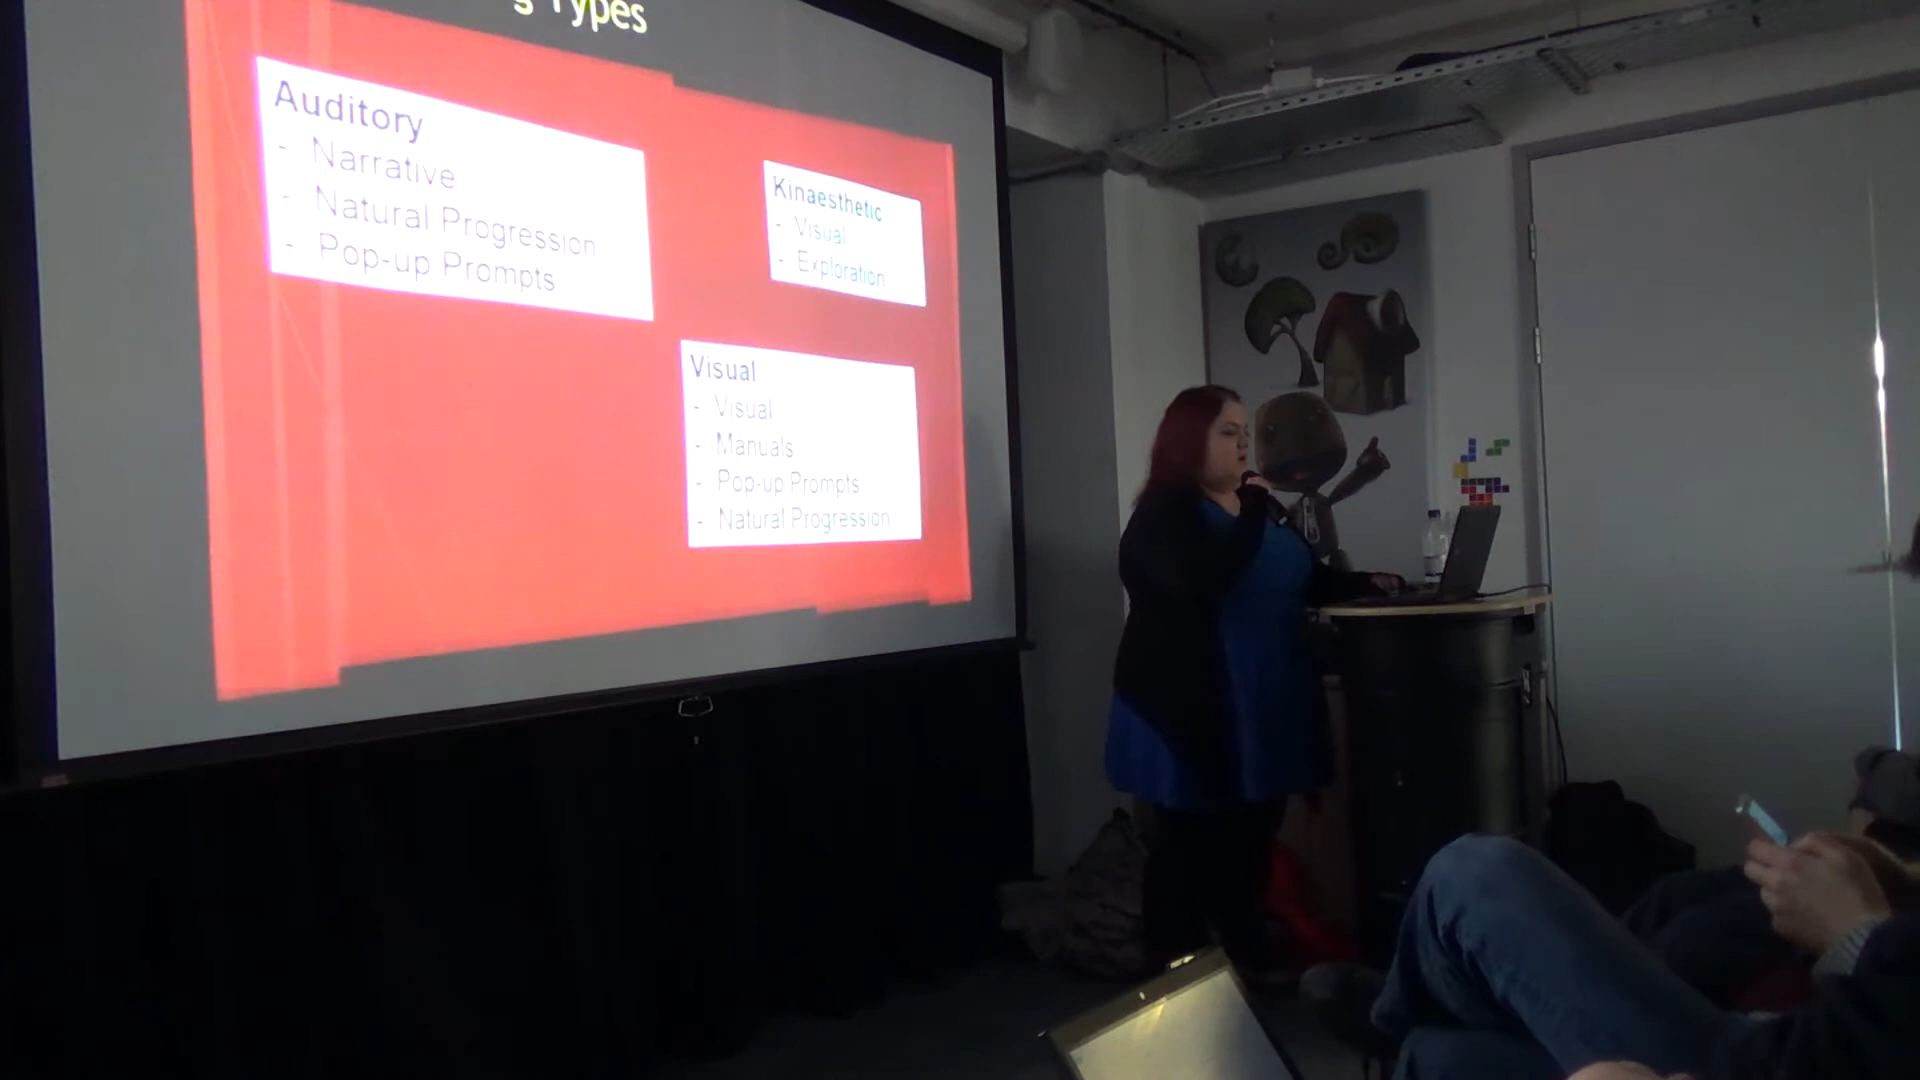 Types
Auditory
- Narrative
- Natural Progression
- Pop-up Prompts
Kinaesthetic
- Visual
- Exploration
Visual
- Visual
- Manuals
- Pop-up Prompts
- Natural Progression